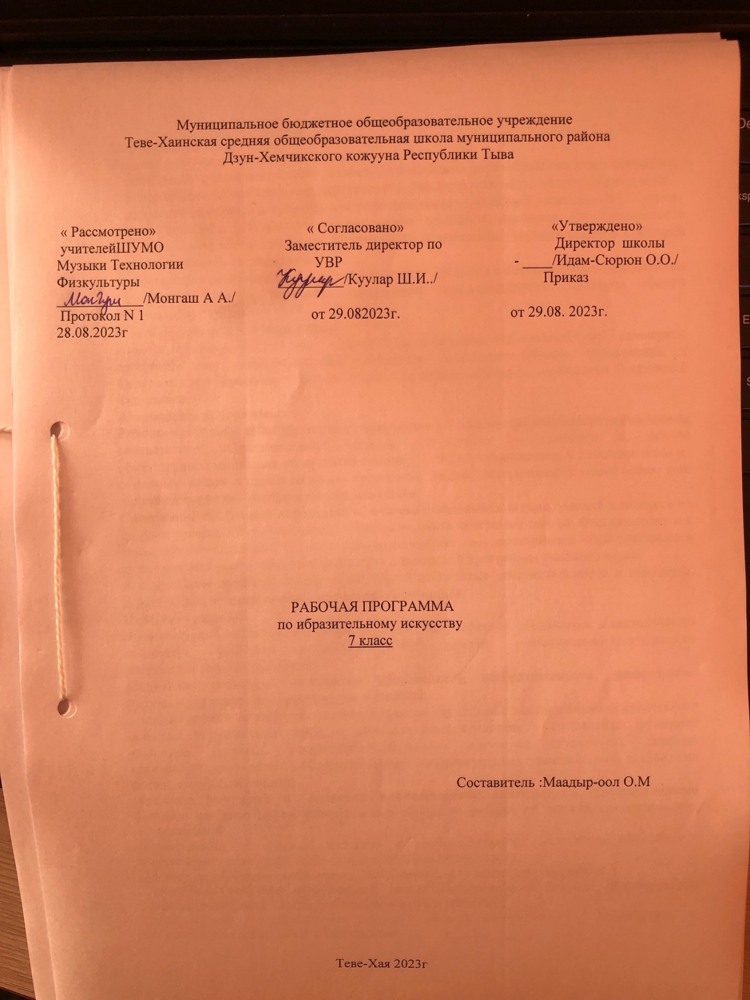 Муниципальное бюджетное общеобразовательное учреждение
Теве-Хаинская средняя общеобразовательная школа муниципального района
Дзун-Хемчикского кожууна Республики Тыва
« Рассмотрено»
учителейШУМО
Музыки Технологии
Физкультуры
/Монгаш А А./
Протокол N 1
28.08.2023г
« Согласовано»
Заместитель директор по
УВР
Куулар/Куулар Ш.И../
от 29.082023г.
«Утверждено»
Директор школы
- ____/Идам-Сюрюн О.О./
Приказ
от 29.08. 2023г.
РАБОЧАЯ ПРОГРАММА
по ибразительному искусству
7 класс
Составитель :Маадыр-оол О.М
Теве-Хая 2023г